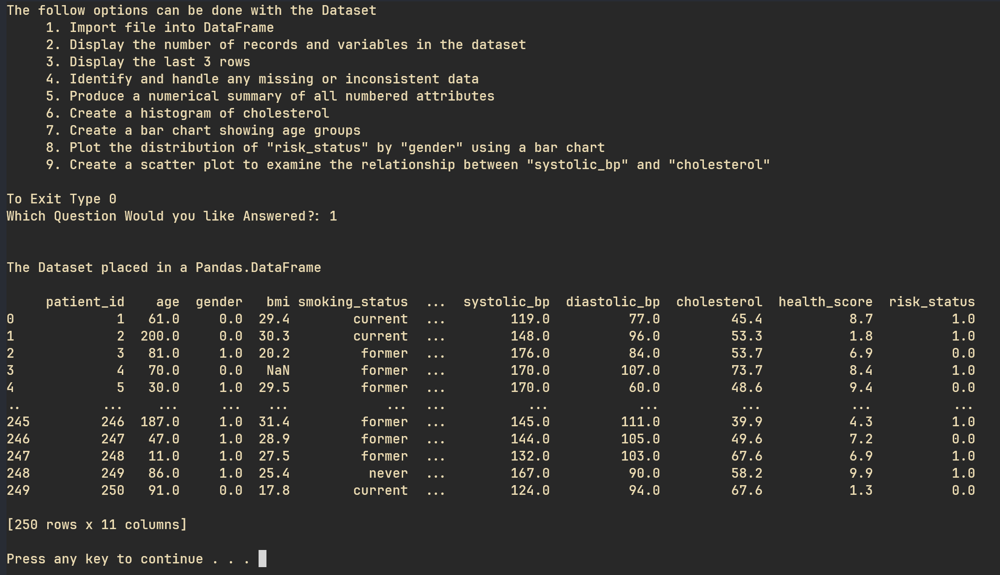 The follow options can be done with the Dataset
     1. Import file into DataFrame
     2. Display the number of records and variables in the dataset
     3. Display the last 3 rows
     4. Identify and handle any missing or inconsistent data
     5. Produce a numerical summary of all numbered attributes
     6. Create a histogram of cholesterol
     7. Create a bar chart showing age groups
     8. Plot the distribution of "risk_status" by "gender" using a bar chart
     9. Create a scatter plot to examine the relationship between "systolic_bp" and "cholesterol"

To Exit Type 0
Which Question Would you like Answered?: 1

The Dataset placed in a Pandas.DataFrame

     patient_id    age  gender   bmi smoking_status  ...  systolic_bp  diastolic_bp  cholesterol  health_score  risk_status
0             1   61.0     0.0  29.4        current  ...        119.0          77.0         45.4           8.7          1.0
1             2  200.0     0.0  30.3        current  ...        148.0          96.0         53.3           1.8          1.0
2             3   81.0     1.0  20.2         former  ...        176.0          84.0         53.7           6.9          0.0
3             4   70.0     0.0   NaN         former  ...        170.0         107.0         73.7           8.4          1.0
4             5   30.0     1.0  29.5         former  ...        170.0          60.0         48.6           9.4          0.0
..          ...    ...     ...   ...            ...  ...          ...           ...          ...           ...          ...
245         246  187.0     1.0  31.4         former  ...        145.0         111.0         39.9           4.3          1.0
246         247   47.0     1.0  28.9         former  ...        144.0         105.0         49.6           7.2          0.0
247         248   11.0     1.0  27.5         former  ...        132.0         103.0         67.6           6.9          1.0
248         249   86.0     1.0  25.4          never  ...        167.0          90.0         58.2           9.9          1.0
249         250   91.0     0.0  17.8        current  ...        124.0          94.0         67.6           1.3          0.0

[250 rows x 11 columns]

Press any key to continue . . .